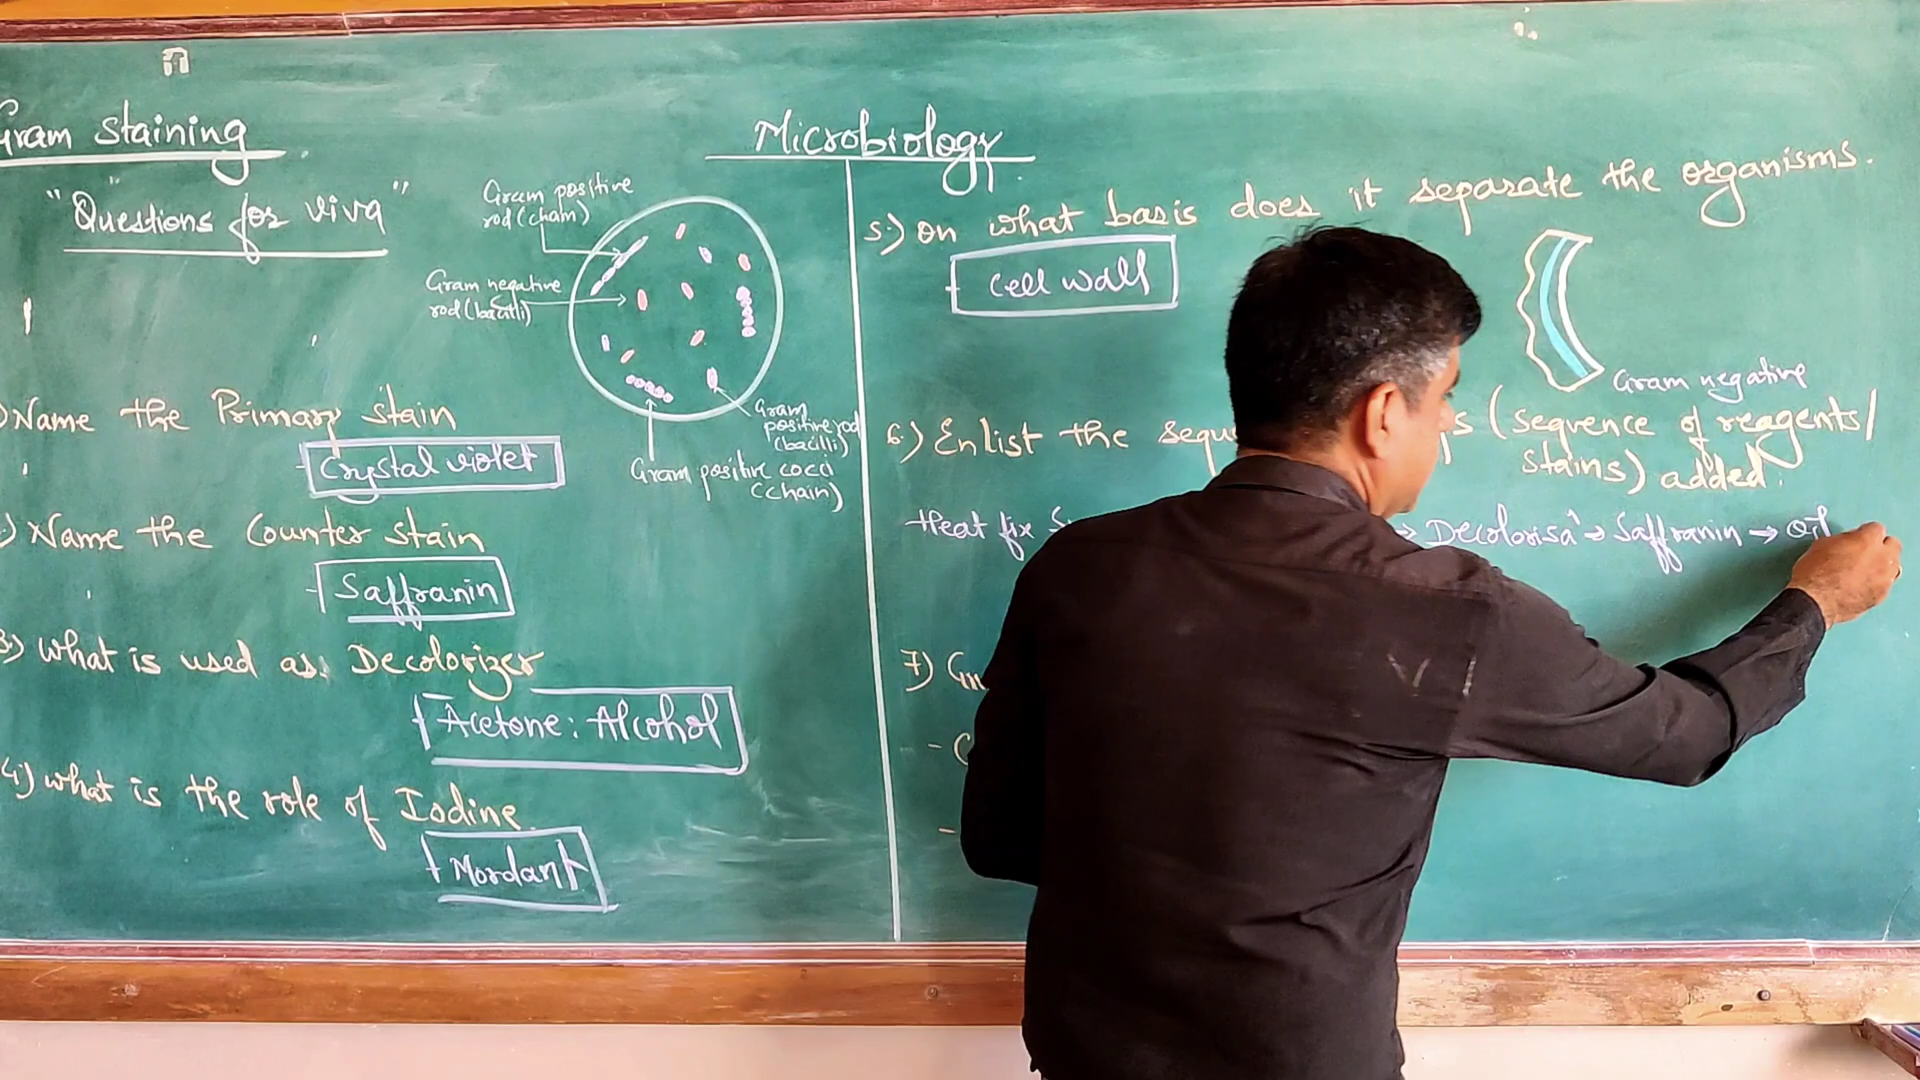 Gram Staining
"Questions for viva"
Microbiology
Gram positive
rod (chain)
Gram negative
rod (bacilli)
Gram
positive rod
(bacilli)
Gram positive cocci
(chain)
Name the Primary stain
- Crystal violet
) Name the Counter stain
- Saffranin
3) What is used as Decolorizer
- Acetone: Alcohol
4) what is the role of Iodine
- Mordant
5) on what basis does it separate the organisms.
- Cell wall
Gram negative
6) Enlist the (sequence of reagents/
stains) added.
Heat fix → Decolorisa → Saffranin → Oil
7)